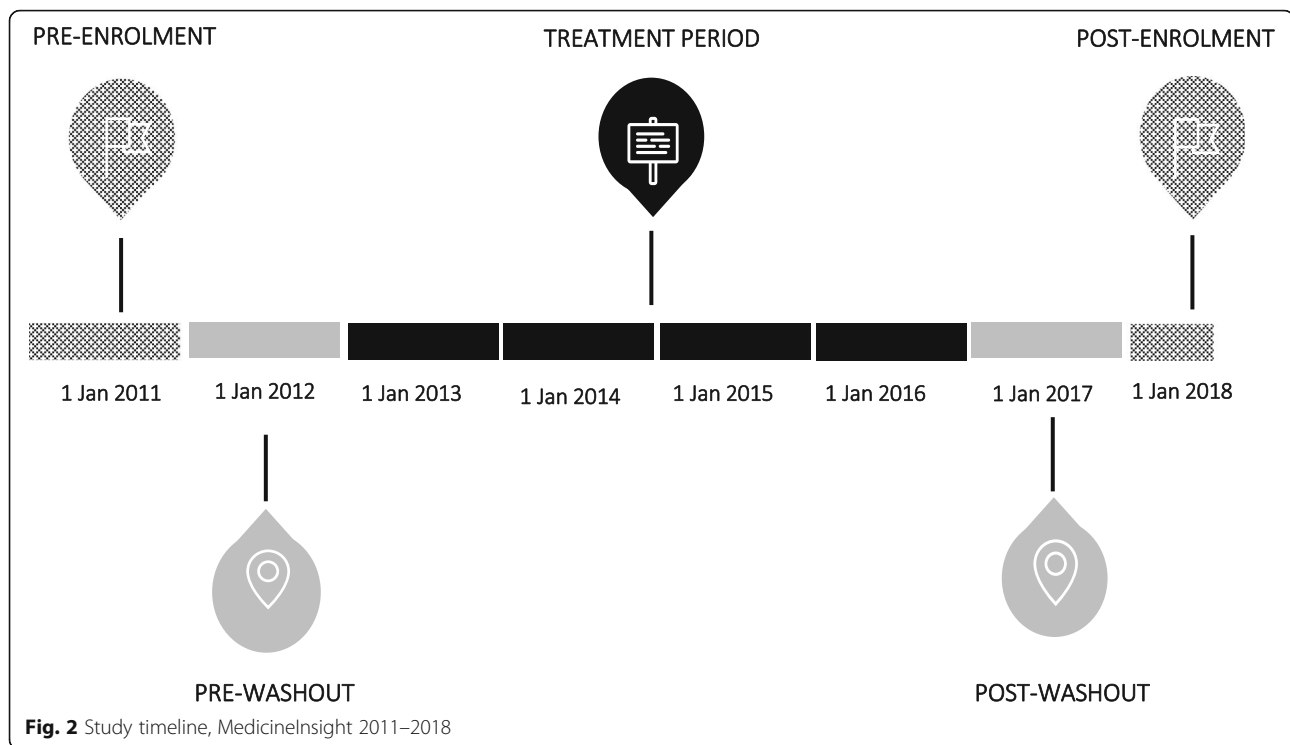 PRE-ENROLMENT TREATMENT PERIOD POST-ENROLMENT
1 Jan 2011 1 Jan 2012 1 Jan 2013 1 Jan 2014 1 Jan 2015 1 Jan 2016 1 Jan 2017 1 Jan 2018
PRE-WASHOUT POST-WASHOUT
Fig. 2 Study timeline, MedicineInsight 2011–2018